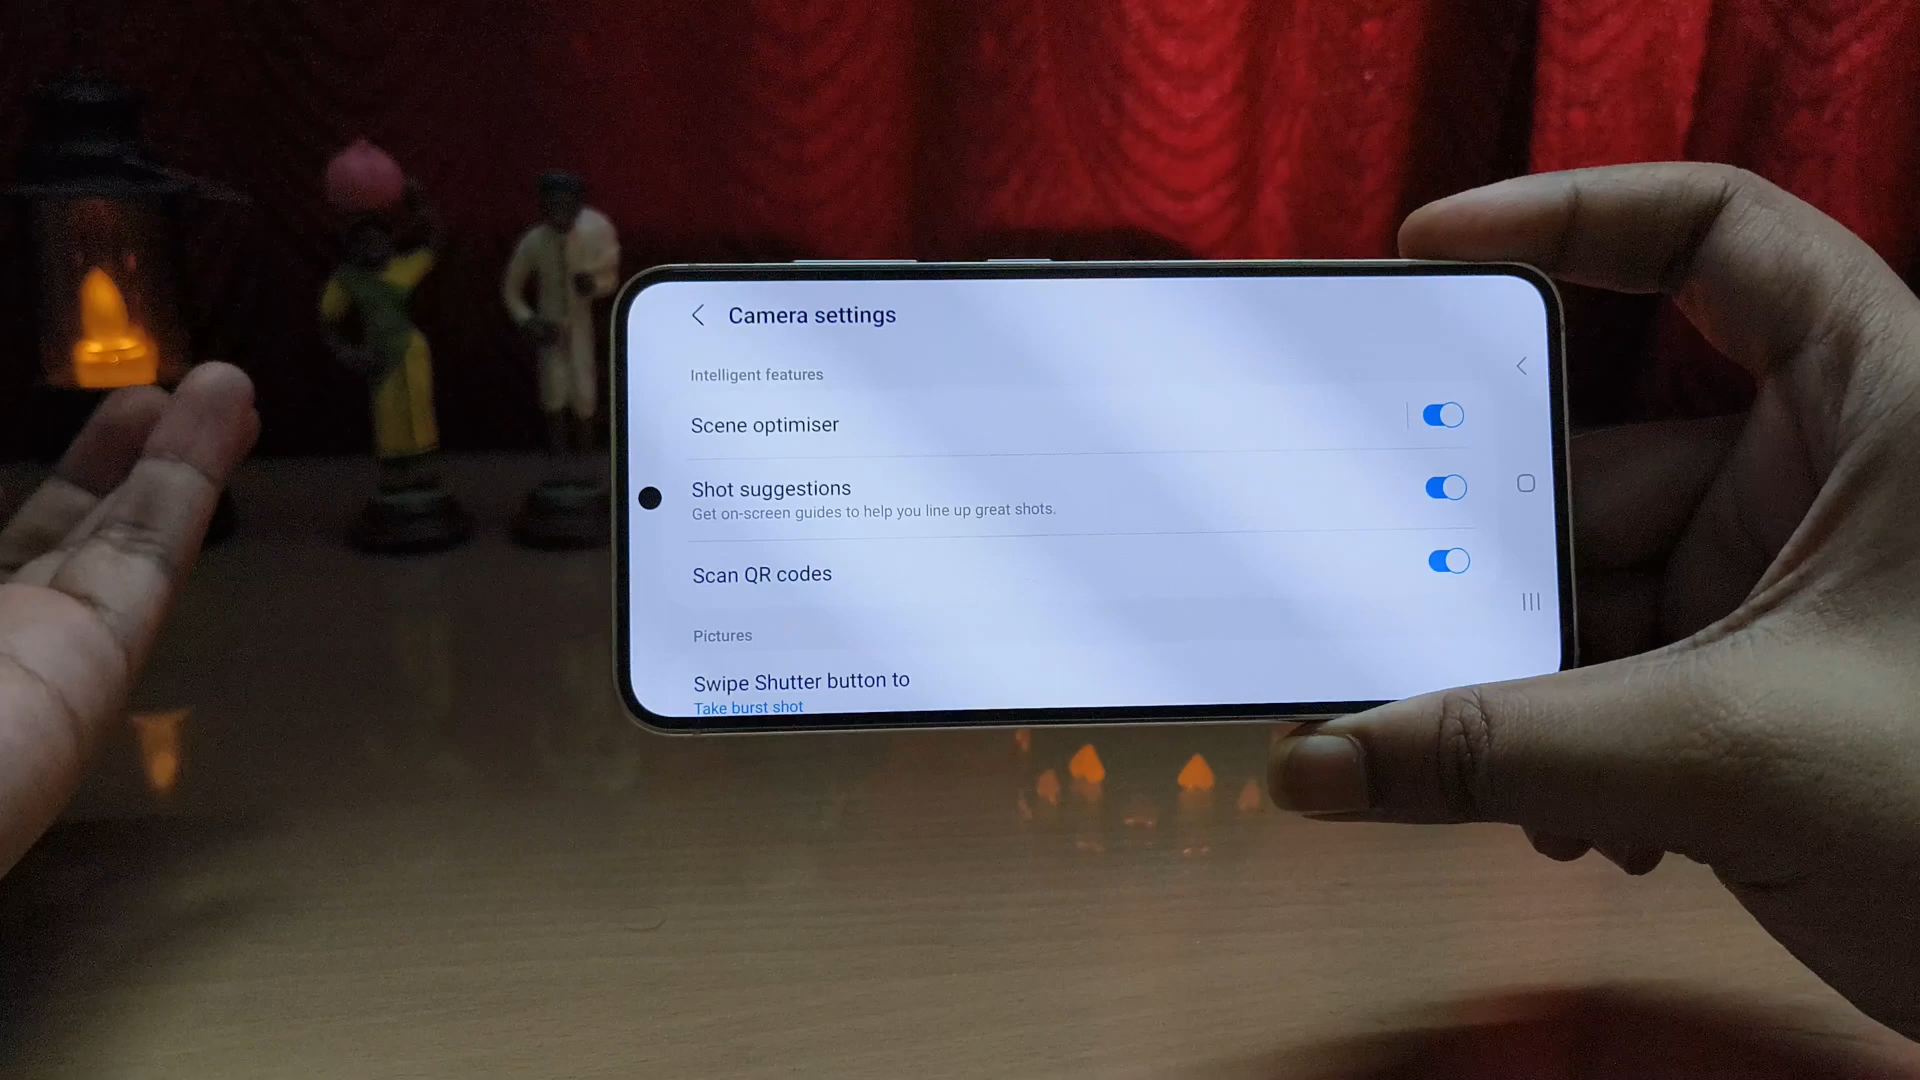 Camera settings
Intelligent features
Scene optimiser
Shot suggestions
Get on-screen guides to help you line up great shots.
Scan QR codes
Pictures
Swipe Shutter button to
Take burst shot